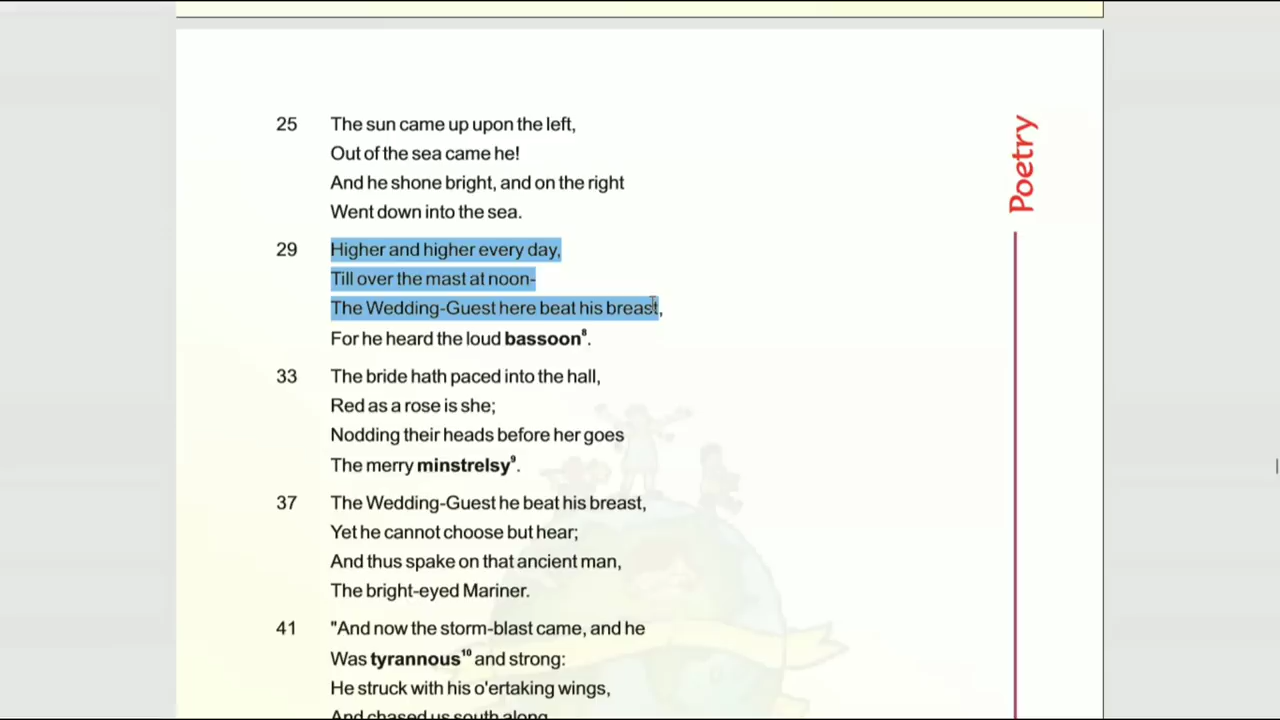 Poetry
25 The sun came up upon the left,
Out of the sea came he!
And he shone bright, and on the right
Went down into the sea.
29 Higher and higher every day,
Till over the mast at noon-
The Wedding-Guest here beat his breast,
For he heard the loud bassoon⁸.
33 The bride hath paced into the hall,
Red as a rose is she;
Nodding their heads before her goes
The merry minstrelsy⁹.
37 The Wedding-Guest he beat his breast,
Yet he cannot choose but hear;
And thus spake on that ancient man,
The bright-eyed Mariner.
41 "And now the storm-blast came, and he
Was tyrannous¹⁰ and strong:
He struck with his o'ertaking wings,
And chased us south along